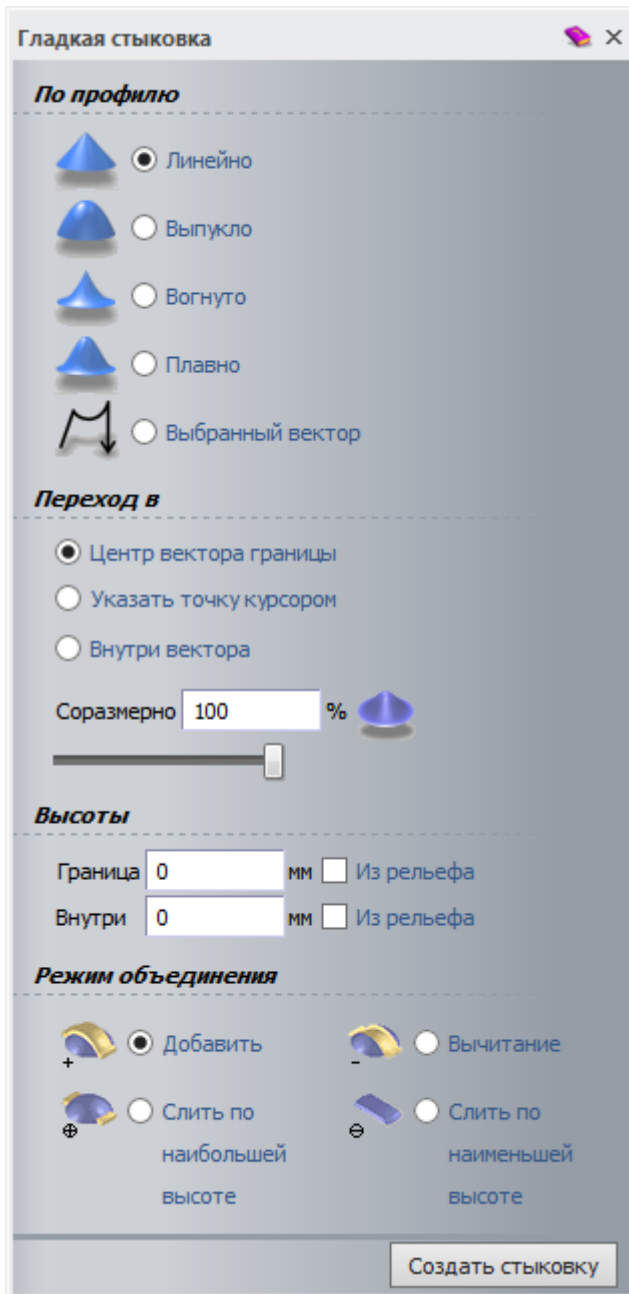 Гладкая стыковка
По профилю
Линейно
Выпукло
Вогнуто
Плавно
Выбранный вектор
Переход в
Центр вектора границы
Указать точку курсором
Внутри вектора
Соразмерно 100 %
Высоты
Граница 0 мм Из рельефа
Внутри 0 мм Из рельефа
Режим объединения
Добавить Вычитание
Слить по Слить по
наибольшей наименьшей
высоте высоте
Создать стыковку